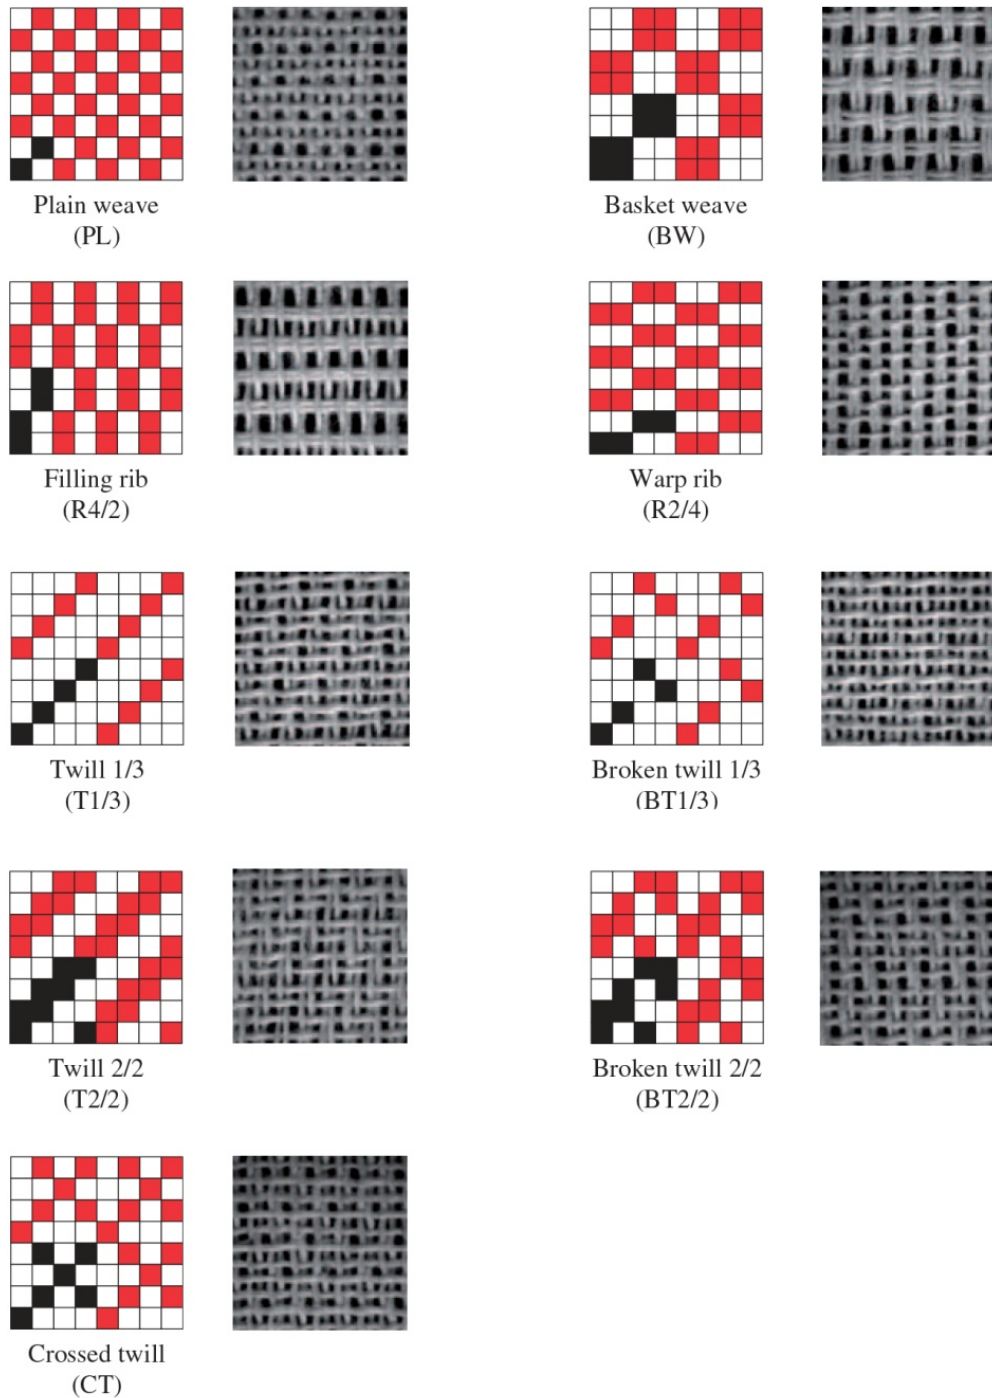 Plain weave
(PL)
Basket weave
(BW)
Filling rib
(R4/2)
Warp rib
(R2/4)
Twill 1/3
(T1/3)
Broken twill 1/3
(BT1/3)
Twill 2/2
(T2/2)
Broken twill 2/2
(BT2/2)
Crossed twill
(CT)